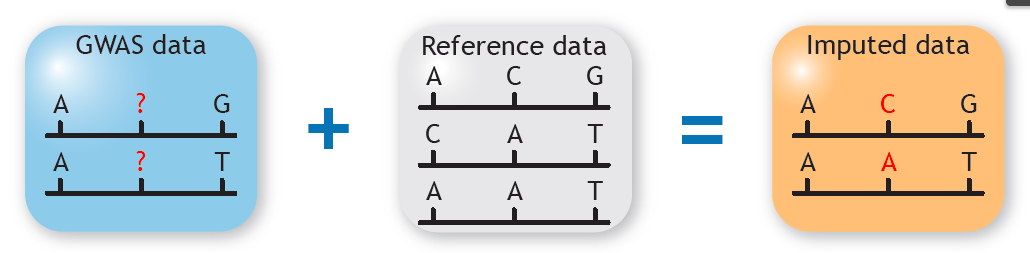 GWAS data
A ? G
A ? T
+
Reference data
A C G
C A T
A A T
=
Imputed data
A C G
A A T